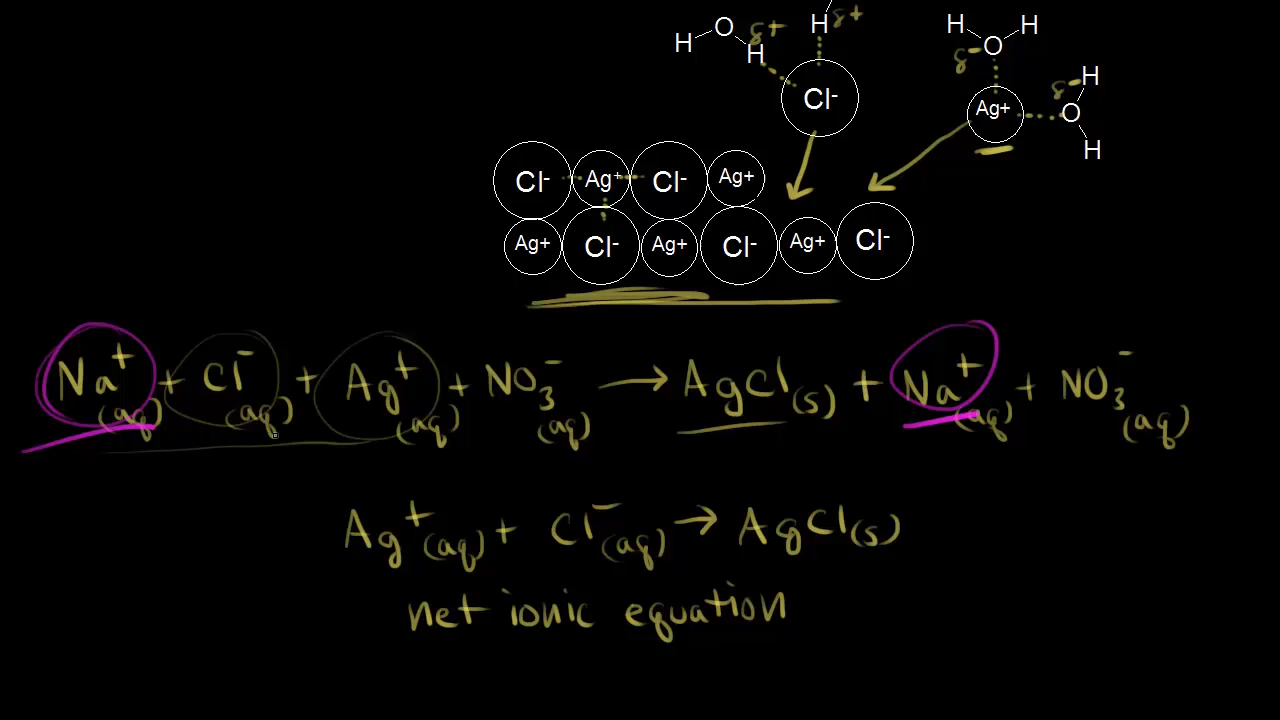 H O H δ+ H δ+ H O H δ-
Cl⁻ Ag+ δ- H O H
Cl⁻ Ag⁺ Cl⁻ Ag+
Ag+ Cl⁻ Ag+ Cl⁻ Ag+ Cl⁻
Na⁺(aq) + Cl⁻(aq) + Ag⁺(aq) + NO₃⁻(aq) → AgCl(s) + Na⁺(aq) + NO₃⁻(aq)
Ag⁺(aq) + Cl⁻(aq) → AgCl(s)
net ionic equation